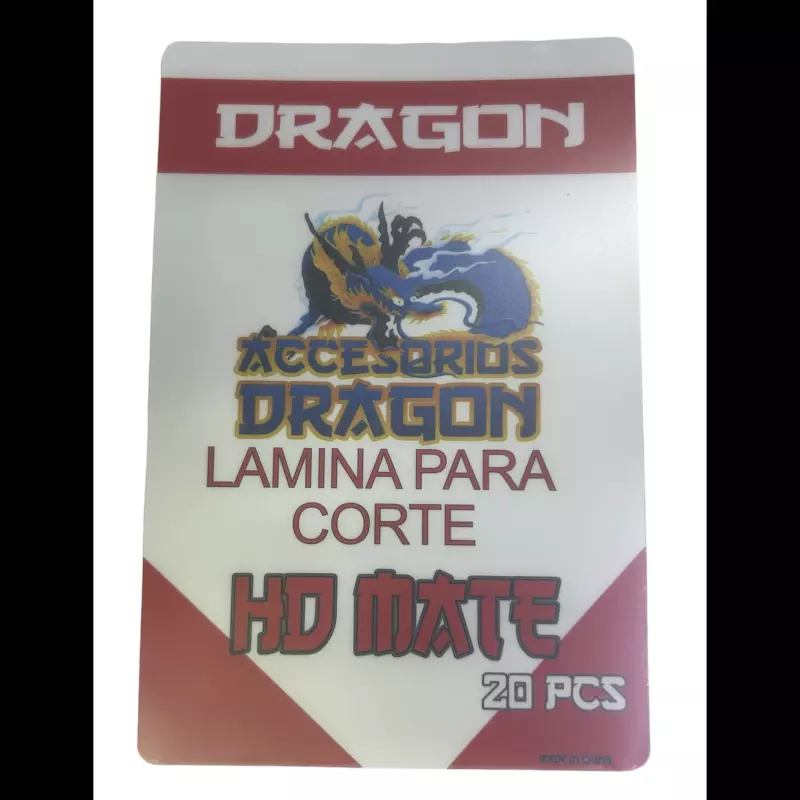 DRAGON
ACCESORIOS
DRAGON
LAMINA PARA
CORTE
HD MATE
20 PCS
MADE IN CHINA